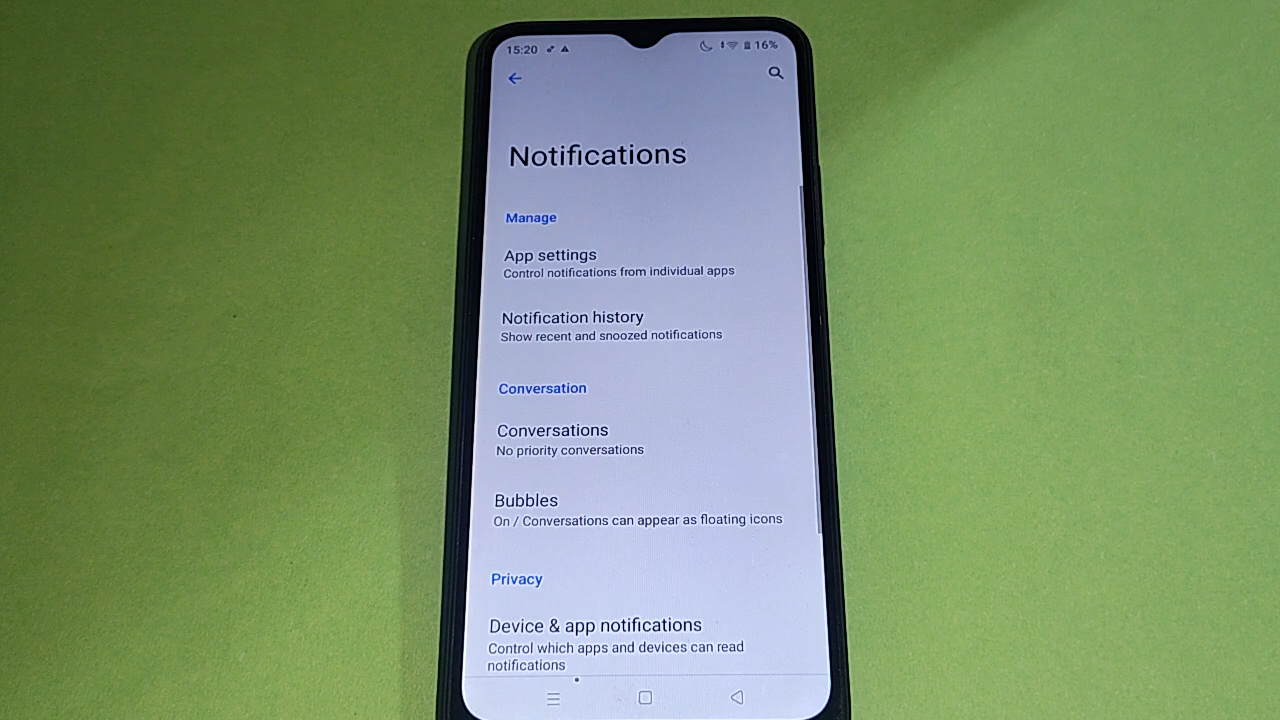 15:20
16%
Notifications
Manage
App settings
Control notifications from individual apps
Notification history
Show recent and snoozed notifications
Conversation
Conversations
No priority conversations
Bubbles
On / Conversations can appear as floating icons
Privacy
Device & app notifications
Control which apps and devices can read
notifications